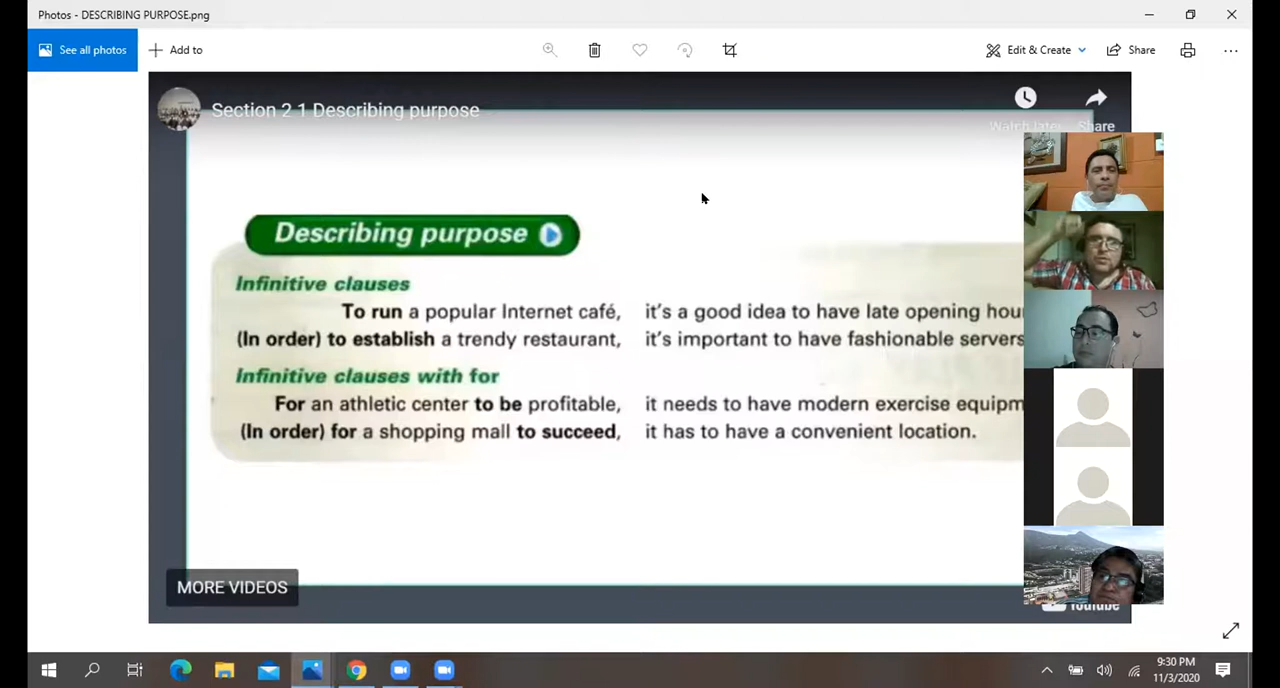 Photos - DESCRIBING PURPOSE.png
See all photos
Add to
Edit & Create
Share
Section 2 1 Describing purpose
Watch later
Share
Describing purpose
Infinitive clauses
To run a popular Internet café, it's a good idea to have late opening hou
(In order) to establish a trendy restaurant, it's important to have fashionable servers
Infinitive clauses with for
For an athletic center to be profitable, it needs to have modern exercise equipm
(In order) for a shopping mall to succeed, it has to have a convenient location.
MORE VIDEOS
YouTube
9:30 PM
11/3/2020